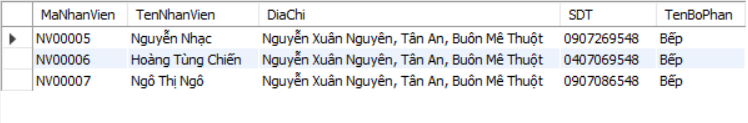 MaNhanVien TenNhanVien DiaChi SDT TenBoPhan
NV00005 Nguyễn Nhạc Nguyễn Xuân Nguyên, Tân An, Buôn Mê Thuột 0907269548 Bếp
NV00006 Hoàng Tùng Chiến Nguyễn Xuân Nguyên, Tân An, Buôn Mê Thuột 0407069548 Bếp
NV00007 Ngô Thị Ngô Nguyễn Xuân Nguyên, Tân An, Buôn Mê Thuột 0907086548 Bếp